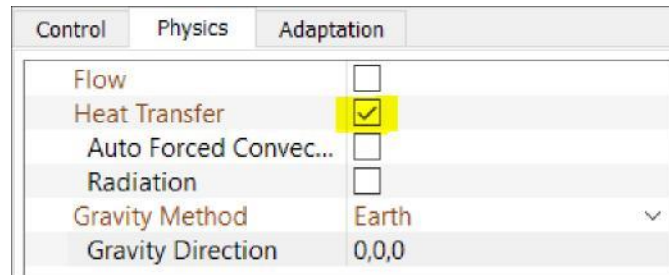 Control Physics Adaptation
Flow
Heat Transfer
Auto Forced Convec...
Radiation
Gravity Method Earth
Gravity Direction 0,0,0